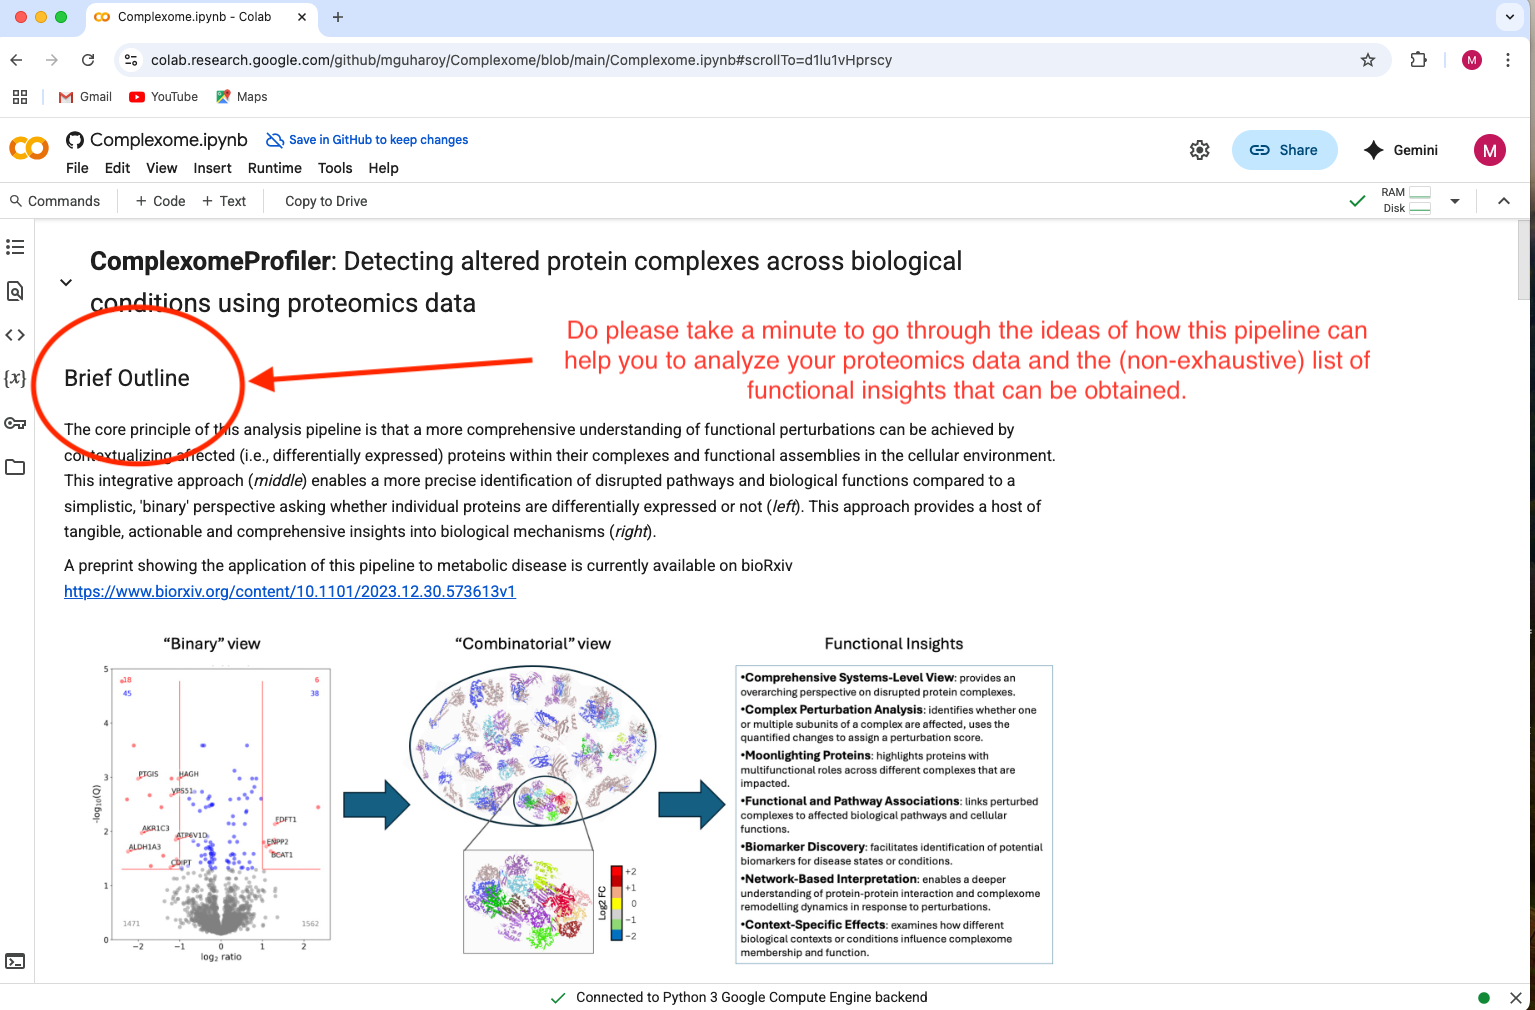 Complexome.ipynb - Colab
colab.research.google.com/github/mguharoy/Complexome/blob/main/Complexome.ipynb#scrollTo=d1lu1vHprscy
M
Gmail YouTube Maps
Complexome.ipynb Save in GitHub to keep changes
File Edit View Insert Runtime Tools Help
Share Gemini M
Commands + Code + Text Copy to Drive
RAM
Disk
ComplexomeProfiler: Detecting altered protein complexes across biological
conditions using proteomics data
Do please take a minute to go through the ideas of how this pipeline can
help you to analyze your proteomics data and the (non-exhaustive) list of
functional insights that can be obtained.
Brief Outline
The core principle of this analysis pipeline is that a more comprehensive understanding of functional perturbations can be achieved by
contextualizing affected (i.e., differentially expressed) proteins within their complexes and functional assemblies in the cellular environment.
This integrative approach (middle) enables a more precise identification of disrupted pathways and biological functions compared to a
simplistic, 'binary' perspective asking whether individual proteins are differentially expressed or not (left). This approach provides a host of
tangible, actionable and comprehensive insights into biological mechanisms (right).
A preprint showing the application of this pipeline to metabolic disease is currently available on bioRxiv
https://www.biorxiv.org/content/10.1101/2023.12.30.573613v1
“Binary” view
5
4
3
2
1
0
-log10(Q)
18
45
6
38
PTGIS
HAGH
VPS51
AKR1C3
ATP6V1D
ALDH1A3
CDIPT
FDFT1
ENPP2
BCAT1
1471
1562
−2 −1 0 1 2
log2 ratio
“Combinatorial” view
Log2 FC
+2
+1
0
−1
−2
Functional Insights
•Comprehensive Systems-Level View: provides an
overarching perspective on disrupted protein complexes.
•Complex Perturbation Analysis: identifies whether one
or multiple subunits of a complex are affected, uses the
quantified changes to assign a perturbation score.
•Moonlighting Proteins: highlights proteins with
multifunctional roles across different complexes that are
impacted.
•Functional and Pathway Associations: links perturbed
complexes to affected biological pathways and cellular
functions.
•Biomarker Discovery: facilitates identification of potential
biomarkers for disease states or conditions.
•Network-Based Interpretation: enables a deeper
understanding of protein-protein interaction and complexome
remodelling dynamics in response to perturbations.
•Context-Specific Effects: examines how different
biological contexts or conditions influence complexome
membership and function.
Connected to Python 3 Google Compute Engine backend